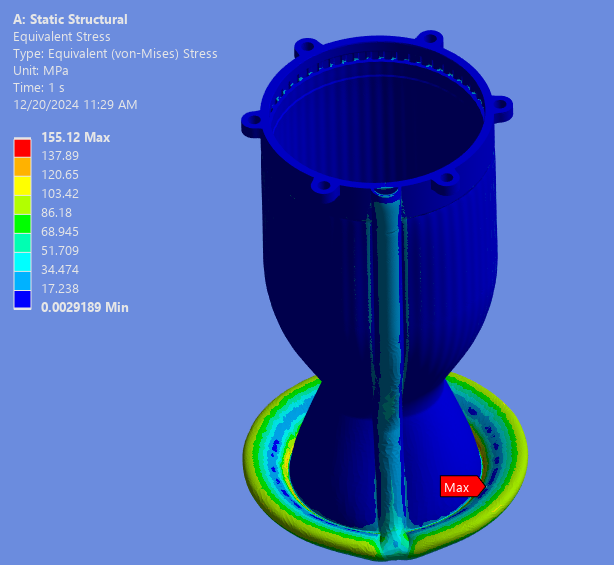 A: Static Structural
Equivalent Stress
Type: Equivalent (von-Mises) Stress
Unit: MPa
Time: 1 s
12/20/2024 11:29 AM
155.12 Max
137.89
120.65
103.42
86.18
68.945
51.709
34.474
17.238
0.0029189 Min
Max